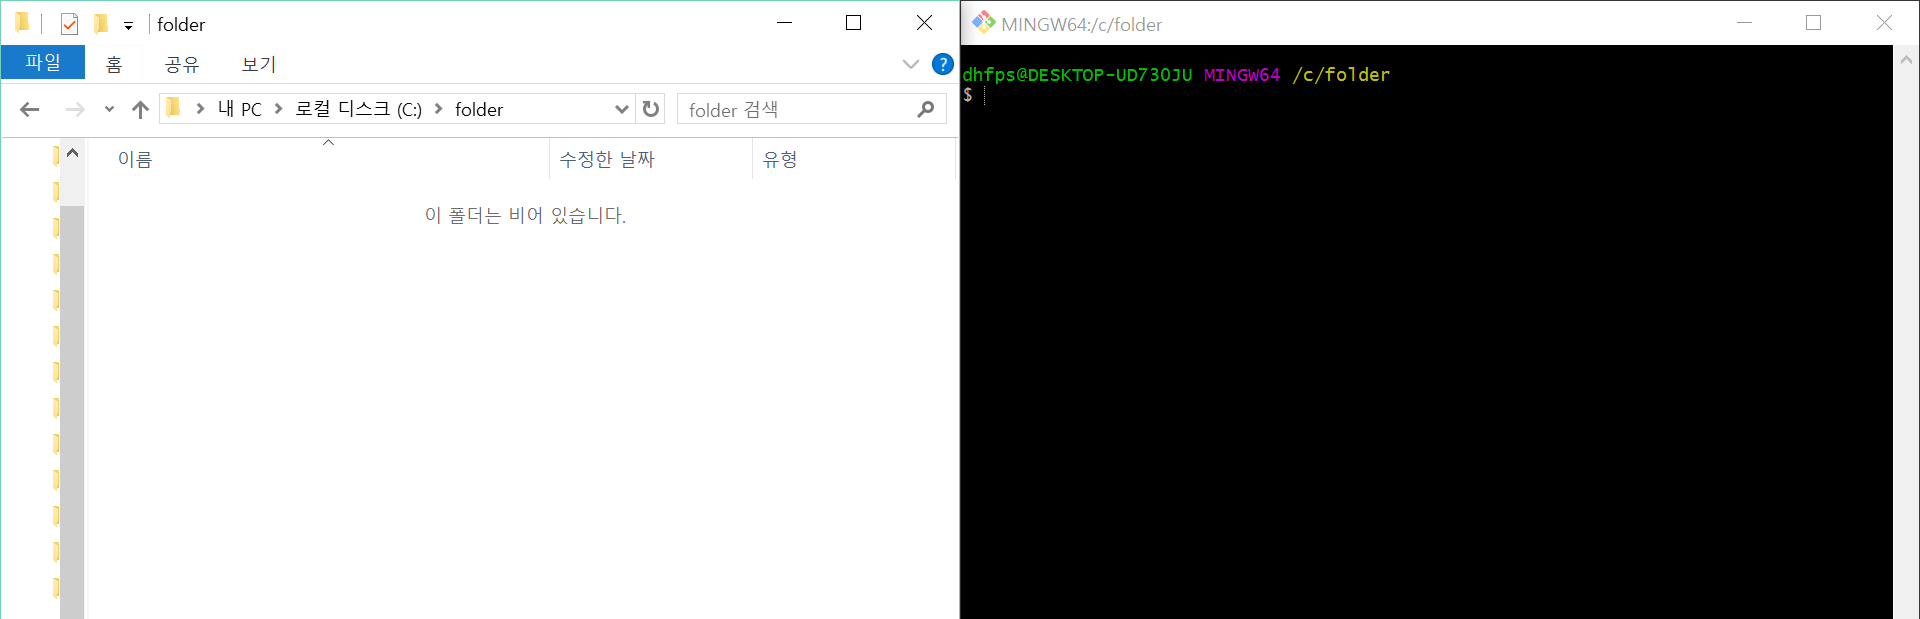 folder
파일 홈 공유 보기
내 PC 로컬 디스크 (C:) folder
folder 검색
이름 수정한 날짜 유형
이 폴더는 비어 있습니다.
MINGW64:/c/folder
dhfps@DESKTOP-UD73OJU MINGW64 /c/folder
$